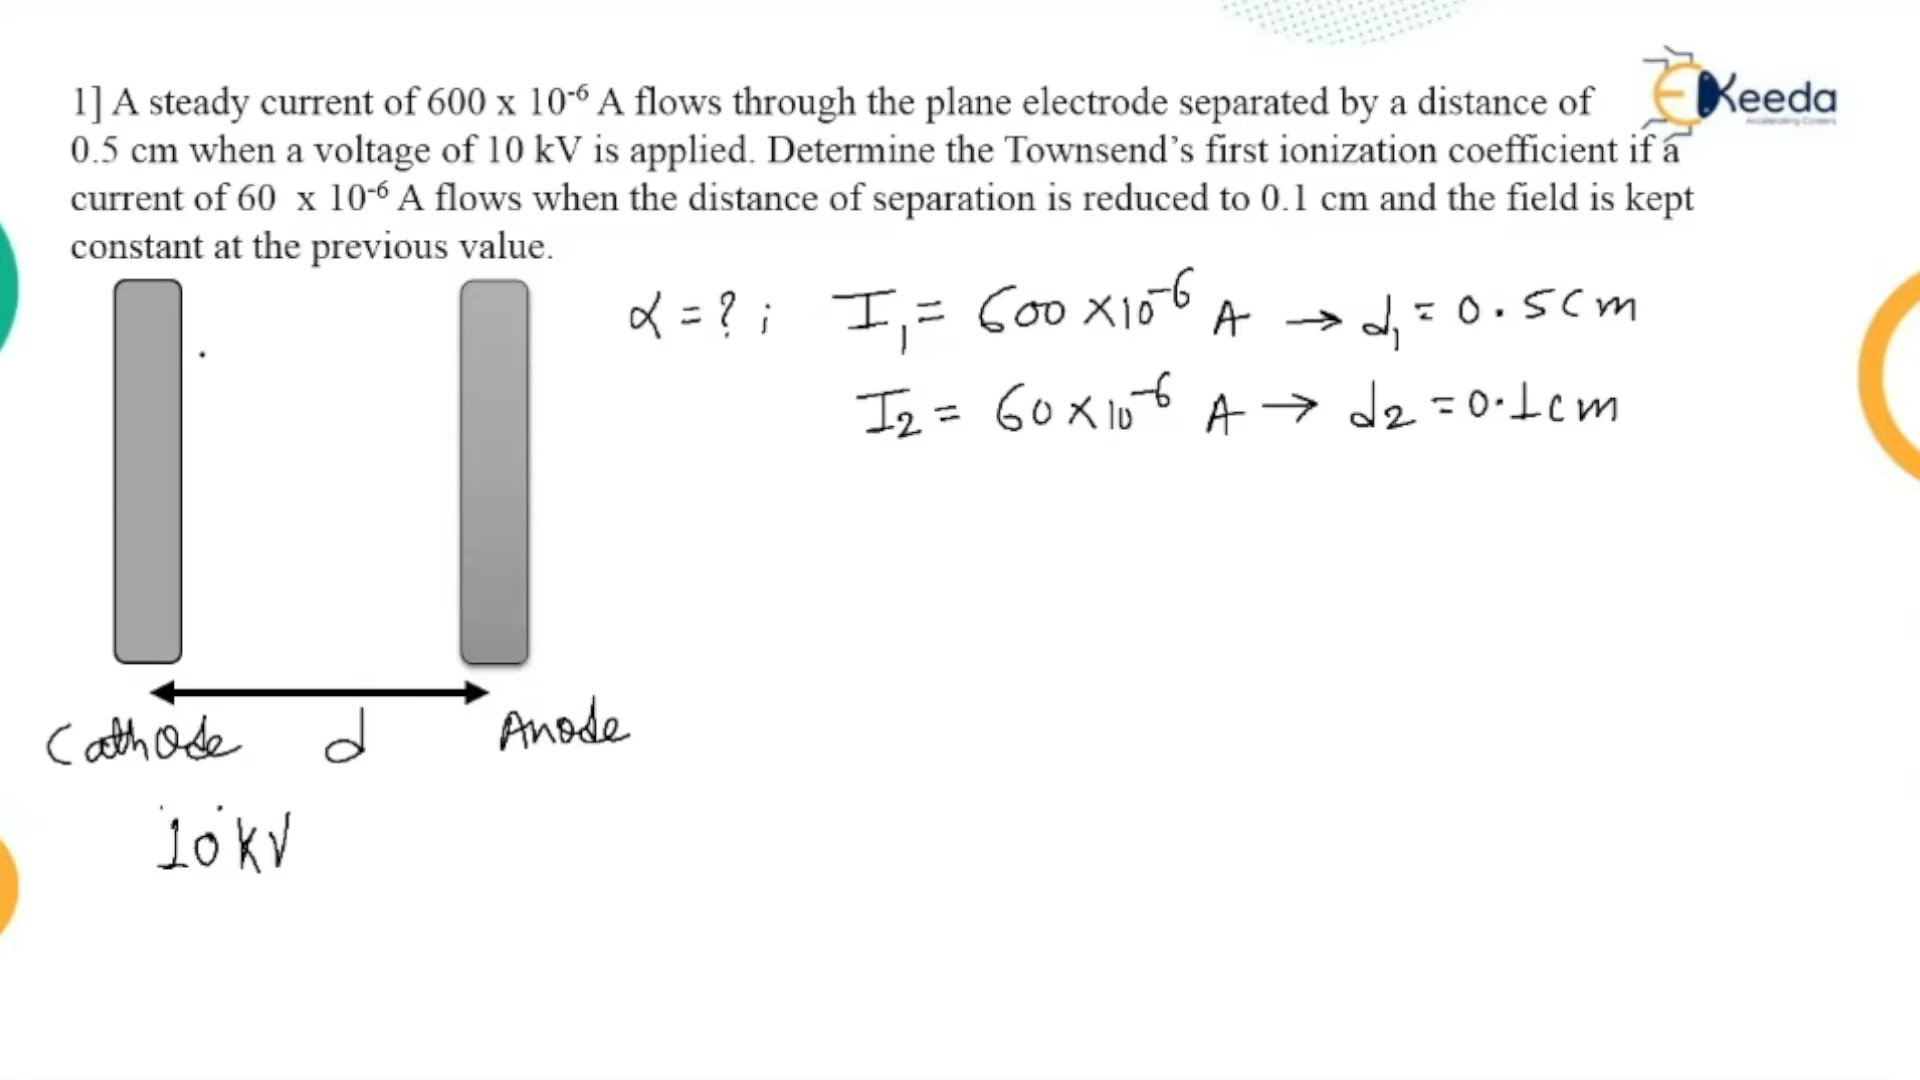 1] A steady current of 600 x 10⁻⁶ A flows through the plane electrode separated by a distance of
0.5 cm when a voltage of 10 kV is applied. Determine the Townsend’s first ionization coefficient if a
current of 60 x 10⁻⁶ A flows when the distance of separation is reduced to 0.1 cm and the field is kept
constant at the previous value.
EKeeda
α = ? ; I₁ = 600 × 10⁻⁶ A → d₁ = 0.5 cm
I₂ = 60 × 10⁻⁶ A → d₂ = 0.1 cm
Cathode d Anode
10 kV